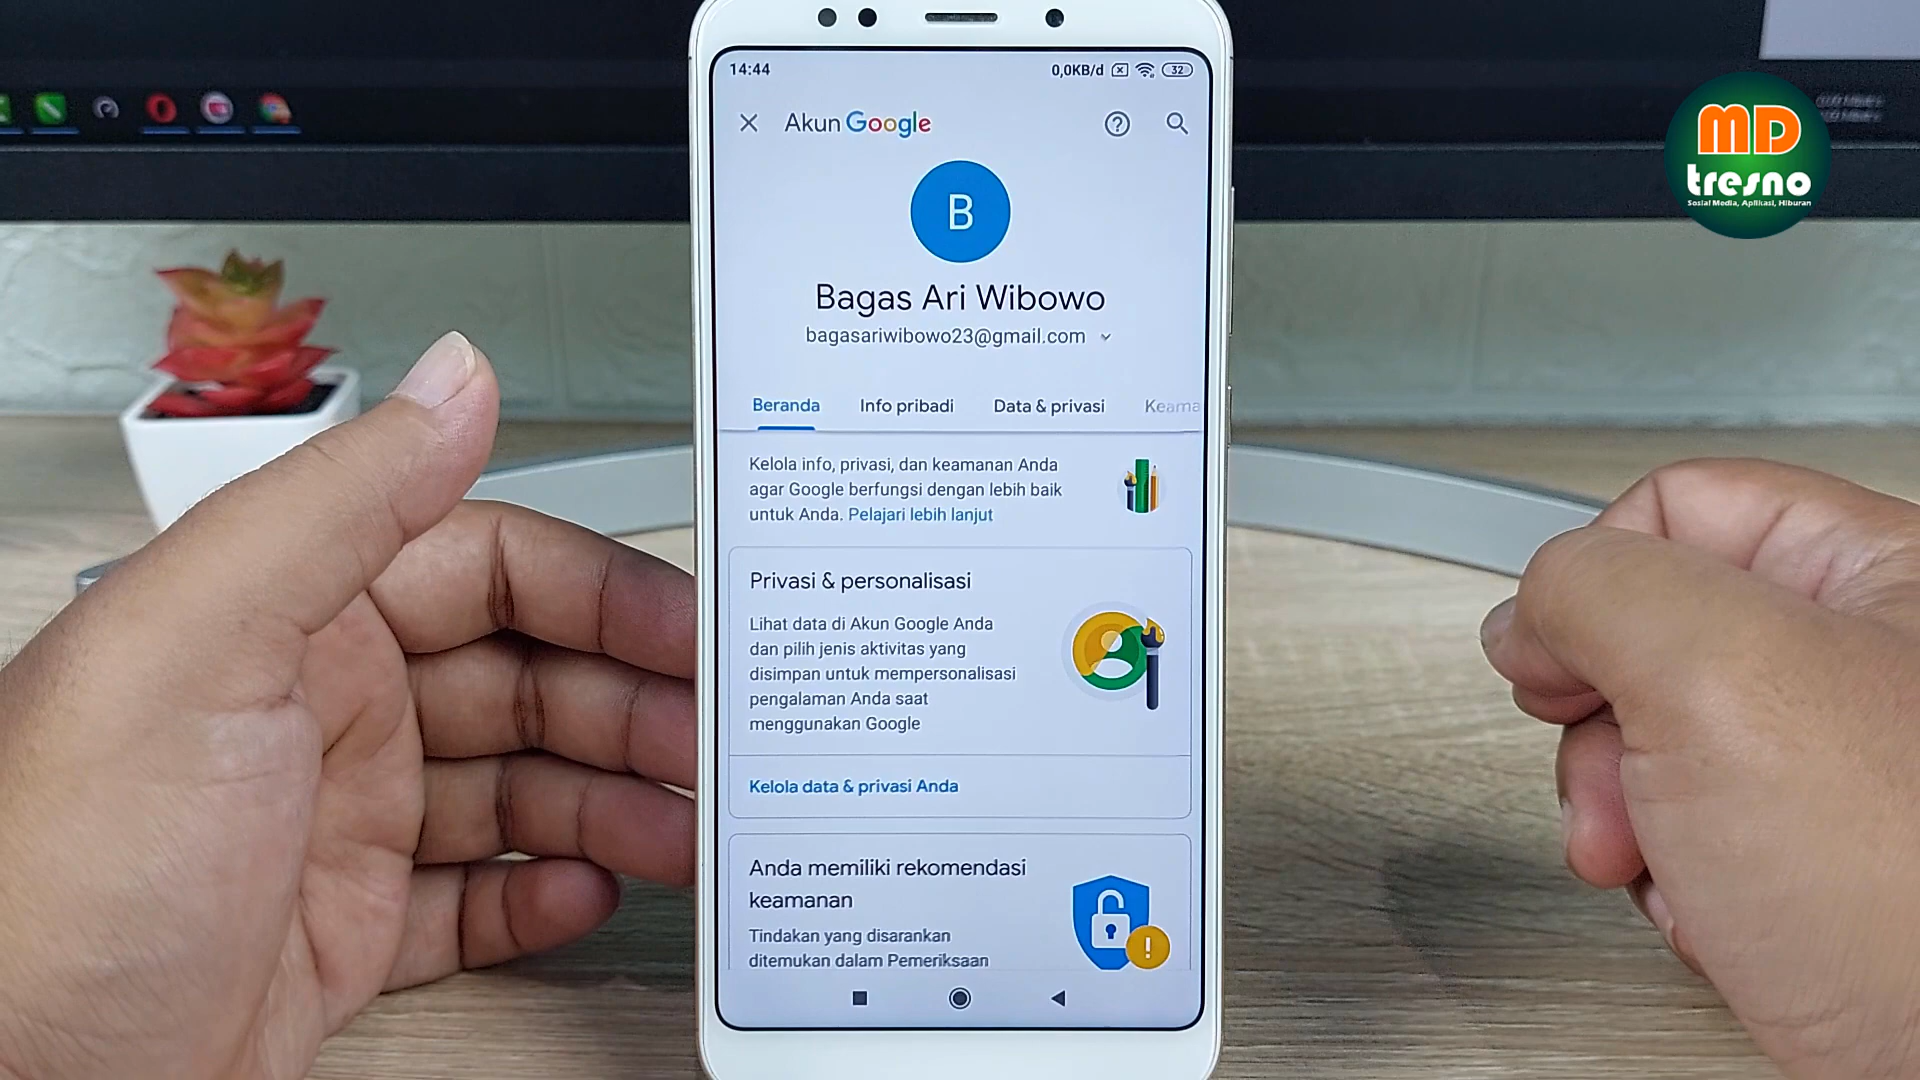 14:44
0,0KB/d
32
Akun Google
B
Bagas Ari Wibowo
bagasariwibowo23@gmail.com
Beranda
Info pribadi
Data & privasi
Keama
Kelola info, privasi, dan keamanan Anda
agar Google berfungsi dengan lebih baik
untuk Anda. Pelajari lebih lanjut
Privasi & personalisasi
Lihat data di Akun Google Anda
dan pilih jenis aktivitas yang
disimpan untuk mempersonalisasi
pengalaman Anda saat
menggunakan Google
Kelola data & privasi Anda
Anda memiliki rekomendasi
keamanan
Tindakan yang disarankan
ditemukan dalam Pemeriksaan
MD
tresno
Sosial Media, Aplikasi, Hiburan